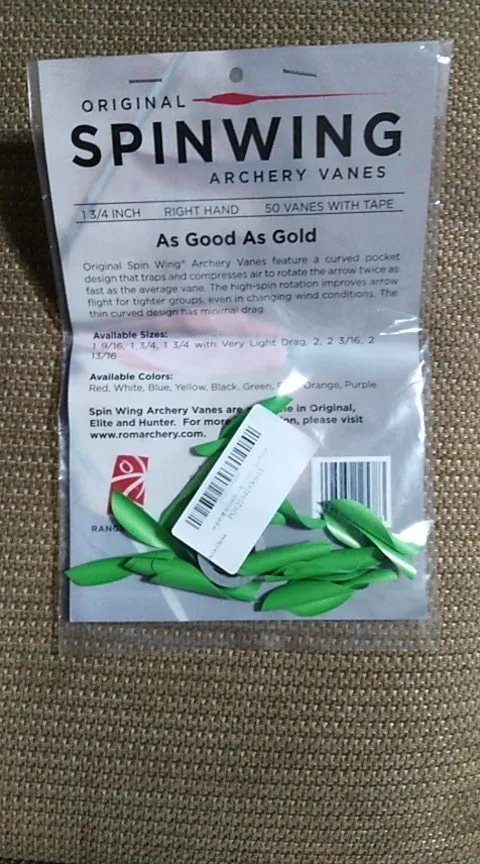 ORIGINAL
SPINWING
ARCHERY VANES
1 3/4 INCH RIGHT HAND 50 VANES WITH TAPE
As Good As Gold
Original Spin Wing® Archery Vanes feature a curved pocket
design that traps and compresses air to rotate the arrow twice as
fast as the average vane. The high-spin rotation improves arrow
flight for tighter groups, even in changing wind conditions. The
thin curved design has minimal drag.
Available Sizes:
1 9/16, 1 3/4, 1 3/4 with Very Light Drag, 2, 2 3/16, 2
13/16
Available Colors:
Red, White, Blue, Yellow, Black, Green, Orange, Purple
Spin Wing Archery Vanes are in Original,
Elite and Hunter. For more please visit
www.romarchery.com.